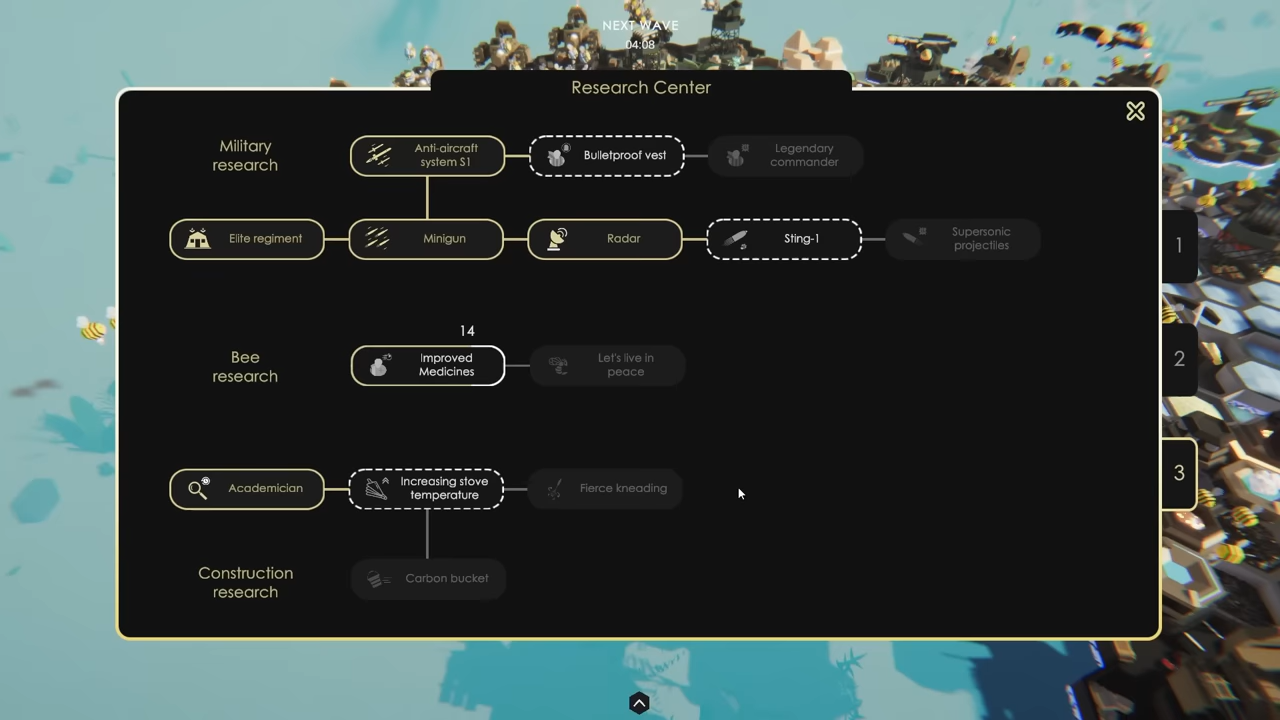 NEXT WAVE
04:08
Research Center
Military
research
Anti-aircraft
system S1
Bulletproof vest
Legendary
commander
Elite regiment
Minigun
Radar
Sting-1
Supersonic
projectiles
1
14
Bee
research
Improved
Medicines
Let's live in
peace
2
Academician
Increasing stove
temperature
Fierce kneading
3
Construction
research
Carbon bucket